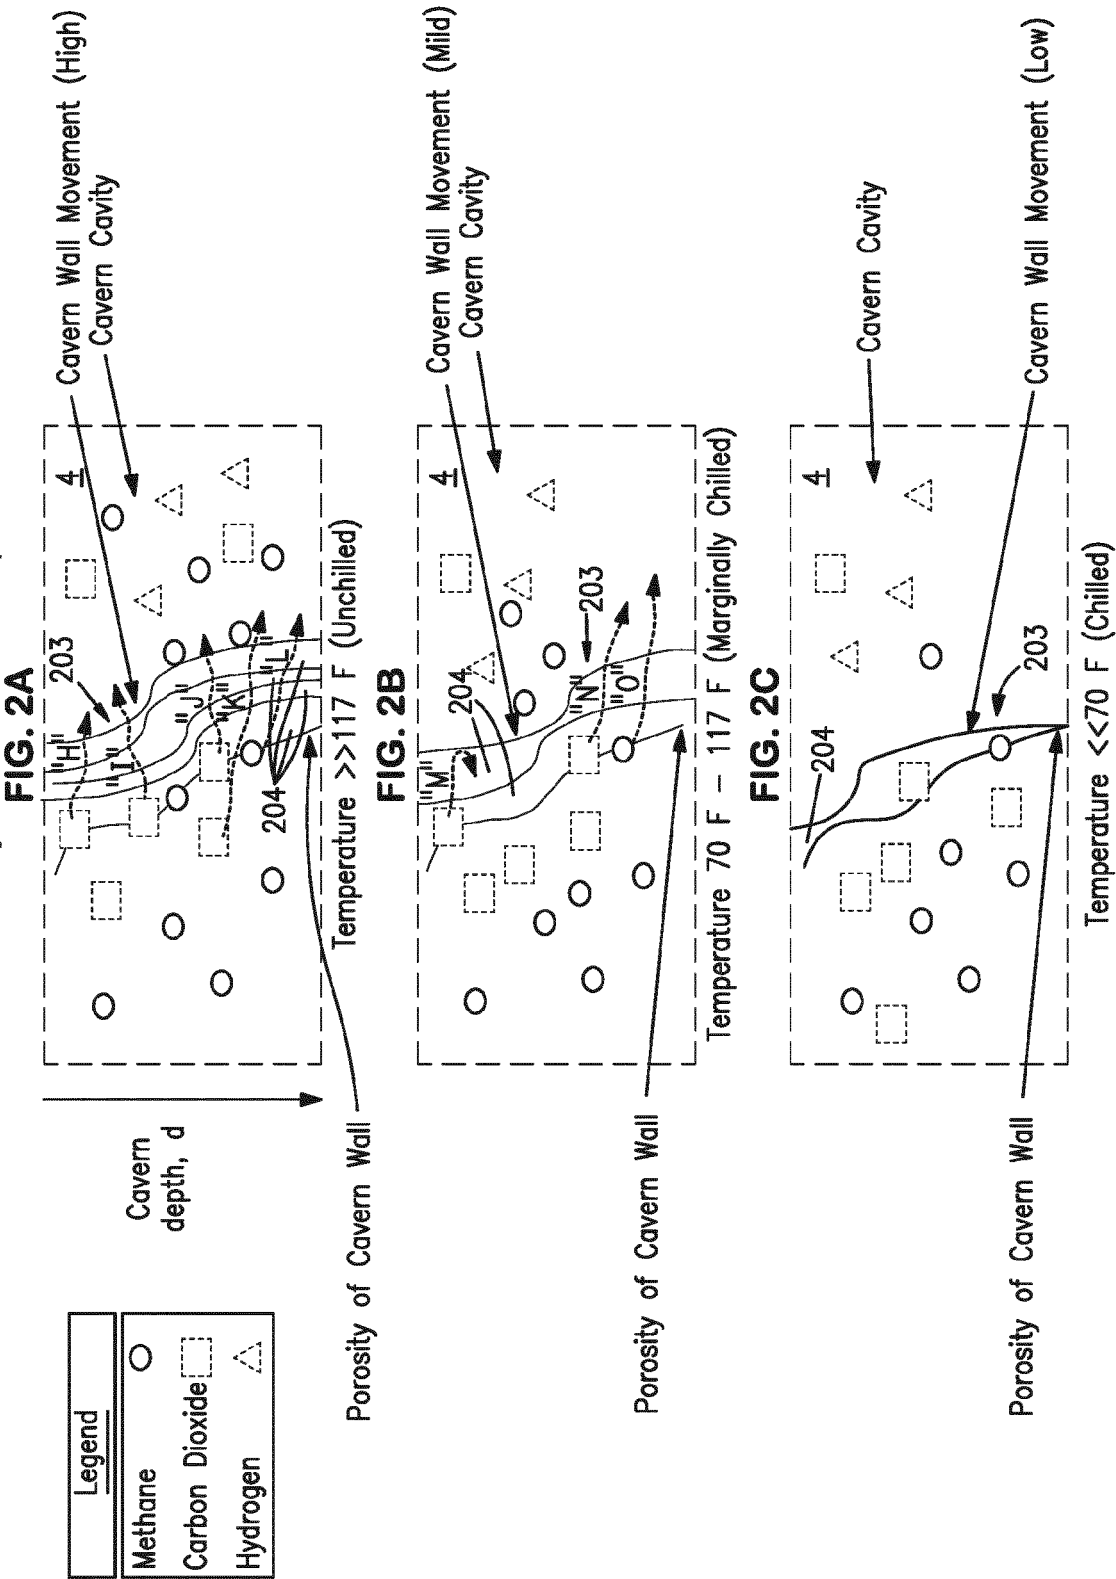 Legend
Methane
Carbon Dioxide
Hydrogen
Cavern
depth, d
FIG. 2A
203
4
"H"
"I"
"J"
"K"
"L"
204
Cavern Wall Movement (High)
Cavern Cavity
Temperature >>117 F (Unchilled)
Porosity of Cavern Wall
FIG. 2B
204
4
"M"
"N"
"O"
203
Cavern Wall Movement (Mild)
Cavern Cavity
Temperature 70 F - 117 F (Marginally Chilled)
Porosity of Cavern Wall
FIG. 2C
204
4
203
Cavern Cavity
Cavern Wall Movement (Low)
Temperature <<70 F (Chilled)
Porosity of Cavern Wall